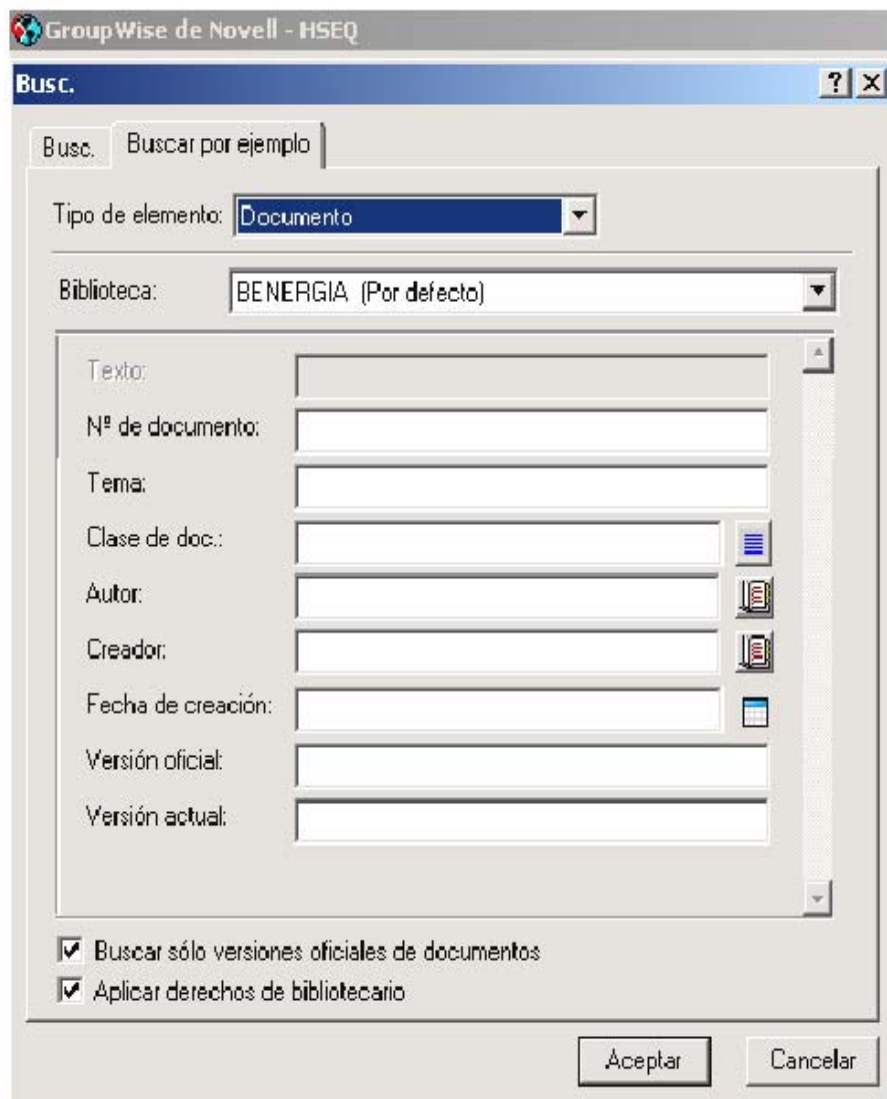 GroupWise de Novell - HSEQ
Busc.
Busc. Buscar por ejemplo
Tipo de elemento: Documento
Biblioteca: BENERGIA (Por defecto)
Texto:
Nº de documento:
Tema:
Clase de doc.:
Autor:
Creador:
Fecha de creación:
Versión oficial:
Versión actual:
Buscar sólo versiones oficiales de documentos
Aplicar derechos de bibliotecario
Aceptar Cancelar